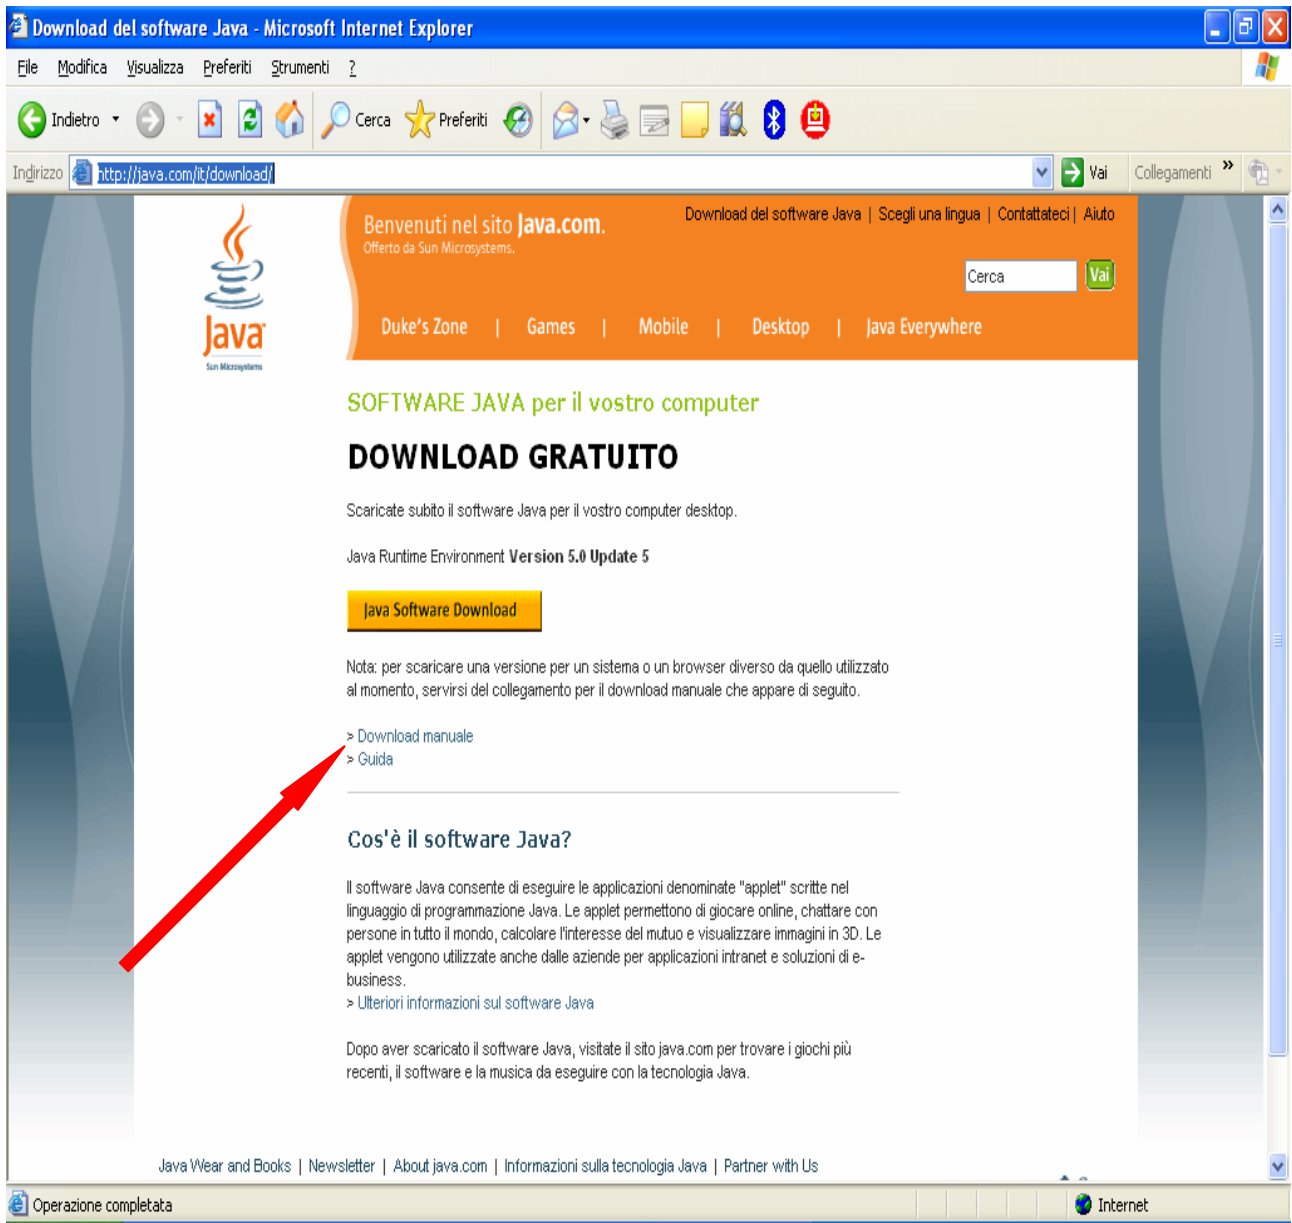 Download del software Java - Microsoft Internet Explorer
File Modifica Visualizza Preferiti Strumenti ?
Indietro Cerca Preferiti
Indirizzo http://java.com/it/download/ Vai Collegamenti »
Java
Sun Microsystems
Benvenuti nel sito Java.com.
Offerto da Sun Microsystems.
Download del software Java | Scegli una lingua | Contattateci | Aiuto
Cerca Vai
Duke's Zone | Games | Mobile | Desktop | Java Everywhere
SOFTWARE JAVA per il vostro computer
DOWNLOAD GRATUITO
Scaricate subito il software Java per il vostro computer desktop.
Java Runtime Environment Version 5.0 Update 5
Java Software Download
Nota: per scaricare una versione per un sistema o un browser diverso da quello utilizzato
al momento, servirsi del collegamento per il download manuale che appare di seguito.
> Download manuale
> Guida
Cos'è il software Java?
Il software Java consente di eseguire le applicazioni denominate "applet" scritte nel
linguaggio di programmazione Java. Le applet permettono di giocare online, chattare con
persone in tutto il mondo, calcolare l'interesse del mutuo e visualizzare immagini in 3D. Le
applet vengono utilizzate anche dalle aziende per applicazioni intranet e soluzioni di e-
business.
> Ulteriori informazioni sul software Java
Dopo aver scaricato il software Java, visitate il sito java.com per trovare i giochi più
recenti, il software e la musica da eseguire con la tecnologia Java.
Java Wear and Books | Newsletter | About java.com | Informazioni sulla tecnologia Java | Partner with Us
Operazione completata Internet